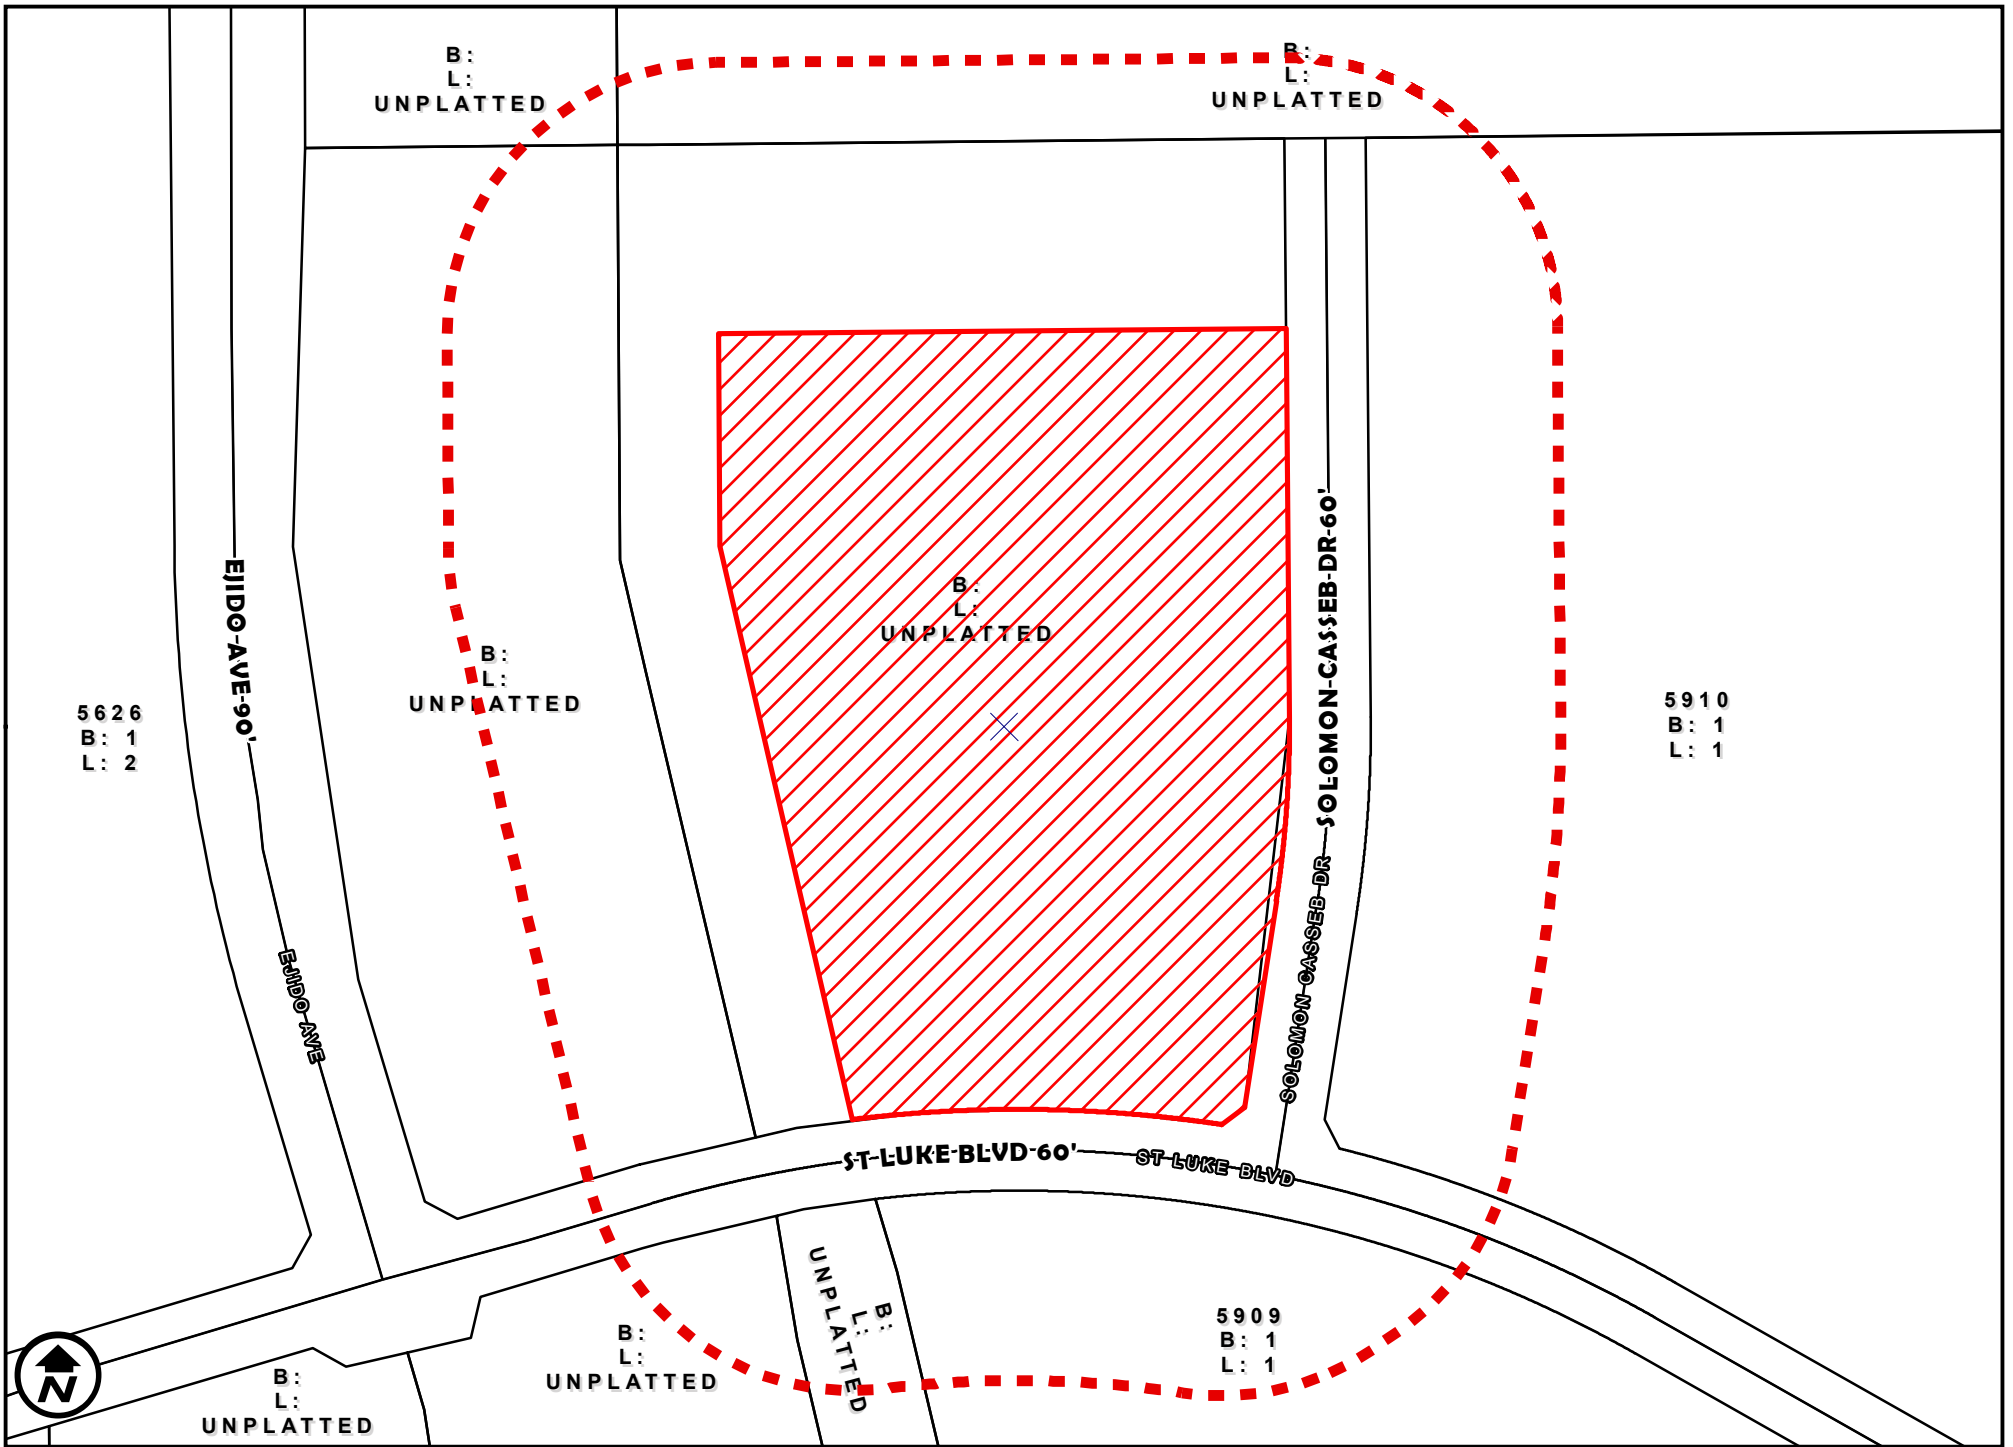 B:
L:
UNPLATTED
B:
L:
UNPLATTED
B:
L:
UNPLATTED
B:
L:
UNPLATTED
EJIDO-AVE-90'
SOLOMON-CASSEB-DR-60'
5626
B: 1
L: 2
5910
B: 1
L: 1
EJIDO AVE
SOLOMON CASSEB DR
ST-LUKE-BLVD-60'
ST LUKE BLVD
B:
L:
UNPLATTED
B:
L:
UNPLATTED
5909
B: 1
L: 1
B:
L:
UNPLATTED
N